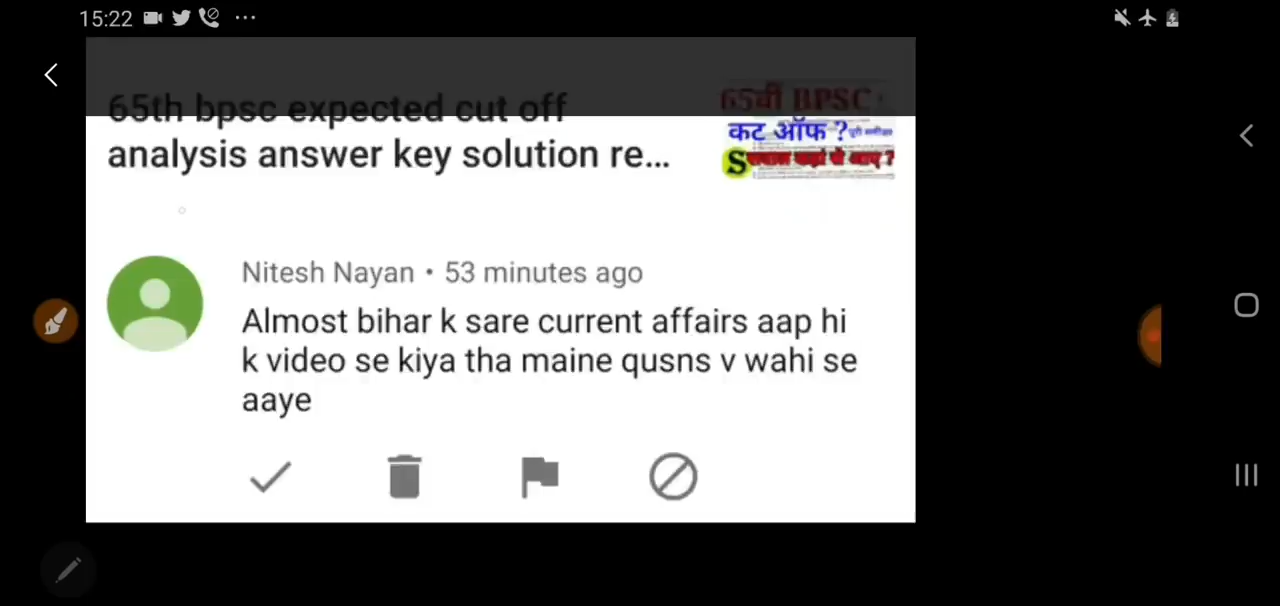 15:22
65th bpsc expected cut off
analysis answer key solution re...
65वी BPSC :
कट ऑफ ?
S
Nitesh Nayan • 53 minutes ago
Almost bihar k sare current affairs aap hi
k video se kiya tha maine qusns v wahi se
aaye